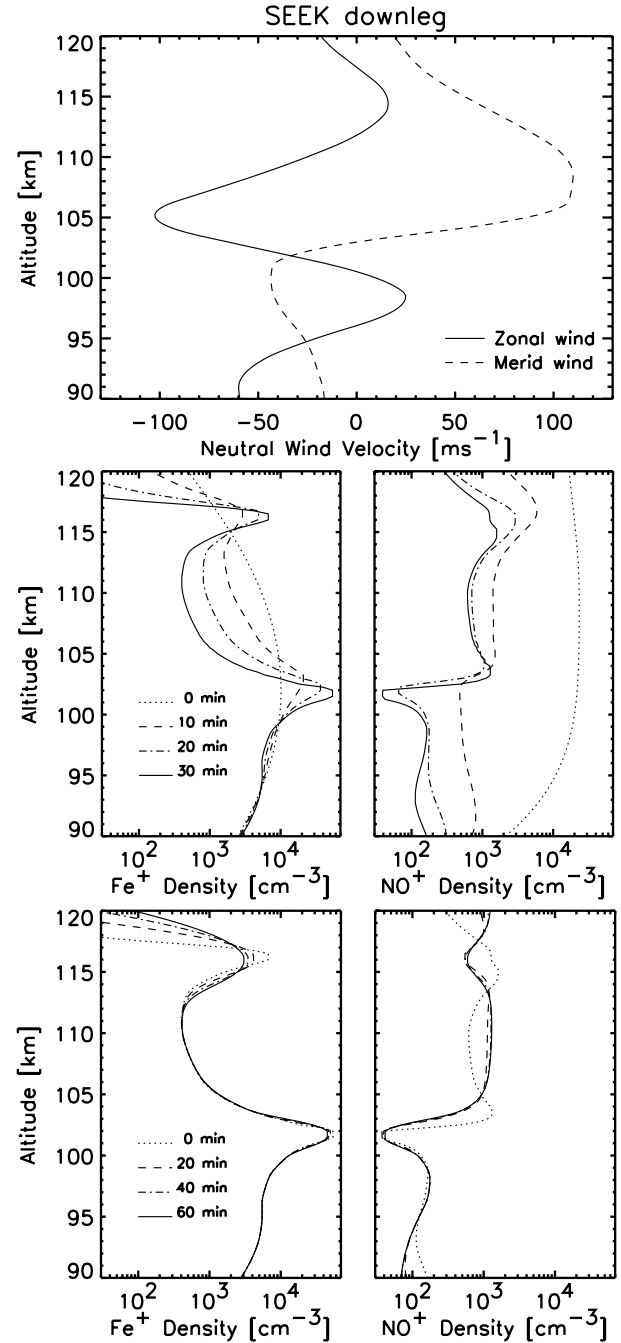 SEEK downleg
120
115
110
105
100
95
90
Altitude [km]
Zonal wind
Merid wind
−100 −50 0 50 100
Neutral Wind Velocity [ms⁻¹]
120
115
110
105
100
95
90
Altitude [km]
0 min
10 min
20 min
30 min
10² 10³ 10⁴
Fe⁺ Density [cm⁻³]
10² 10³ 10⁴
NO⁺ Density [cm⁻³]
120
115
110
105
100
95
90
Altitude [km]
0 min
20 min
40 min
60 min
10² 10³ 10⁴
Fe⁺ Density [cm⁻³]
10² 10³ 10⁴
NO⁺ Density [cm⁻³]